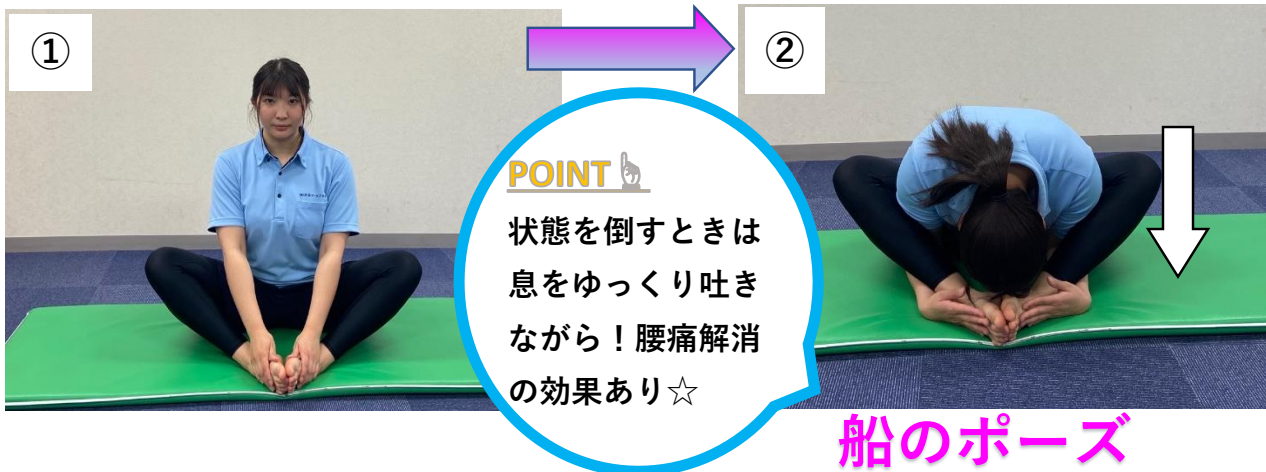 ①
②
POINT
状態を倒すときは
息をゆっくり吐き
ながら！腰痛解消
の効果あり☆
船のポーズ